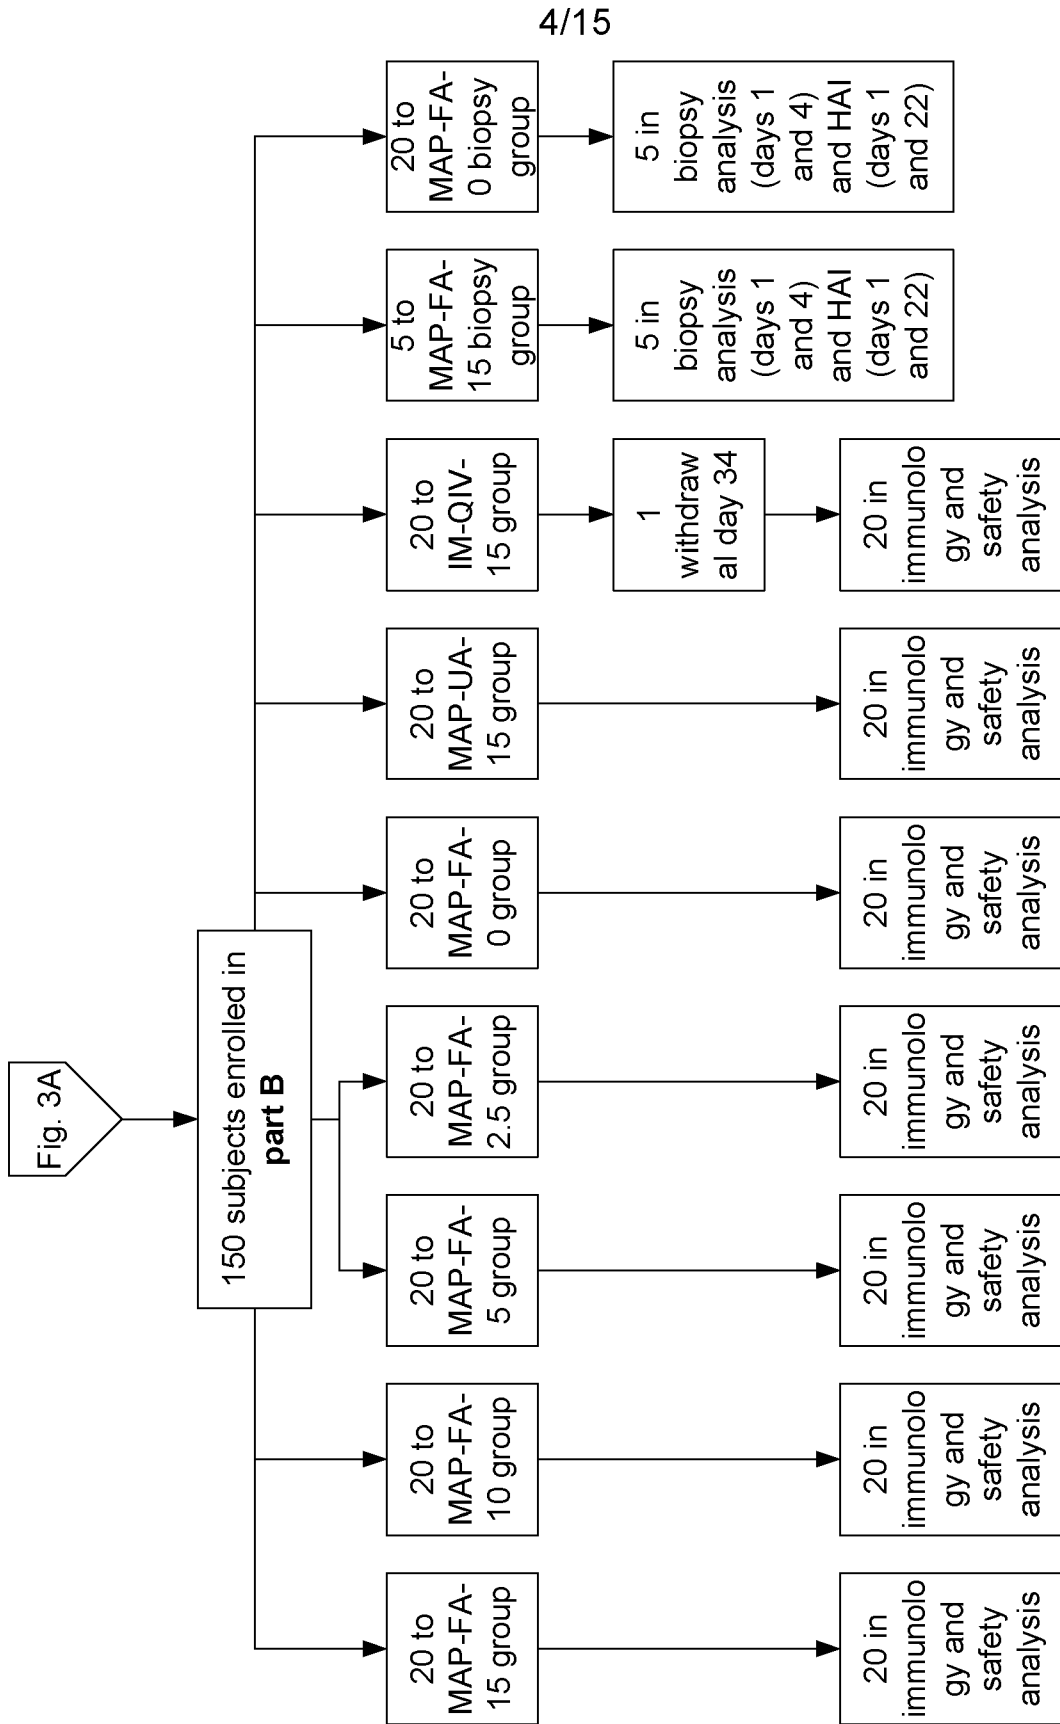 4/15
Fig. 3A
150 subjects enrolled in
part B
20 to
MAP-FA-
15 group
20 to
MAP-FA-
10 group
20 to
MAP-FA-
5 group
20 to
MAP-FA-
2.5 group
20 to
MAP-FA-
0 group
20 to
MAP-UA-
15 group
20 to
IM-QIV-
15 group
5 to
MAP-FA-
15 biopsy
group
20 to
MAP-FA-
0 biopsy
group
1
withdraw
al day 34
5 in
biopsy
analysis
(days 1
and 4)
and HAI
(days 1
and 22)
5 in
biopsy
analysis
(days 1
and 4)
and HAI
(days 1
and 22)
20 in
immunolo
gy and
safety
analysis
20 in
immunolo
gy and
safety
analysis
20 in
immunolo
gy and
safety
analysis
20 in
immunolo
gy and
safety
analysis
20 in
immunolo
gy and
safety
analysis
20 in
immunolo
gy and
safety
analysis
20 in
immunolo
gy and
safety
analysis